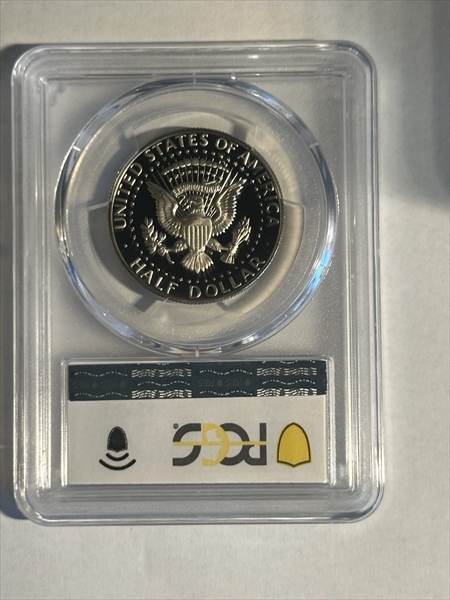 UNITED STATES OF AMERICA
HALF DOLLAR
PCGS